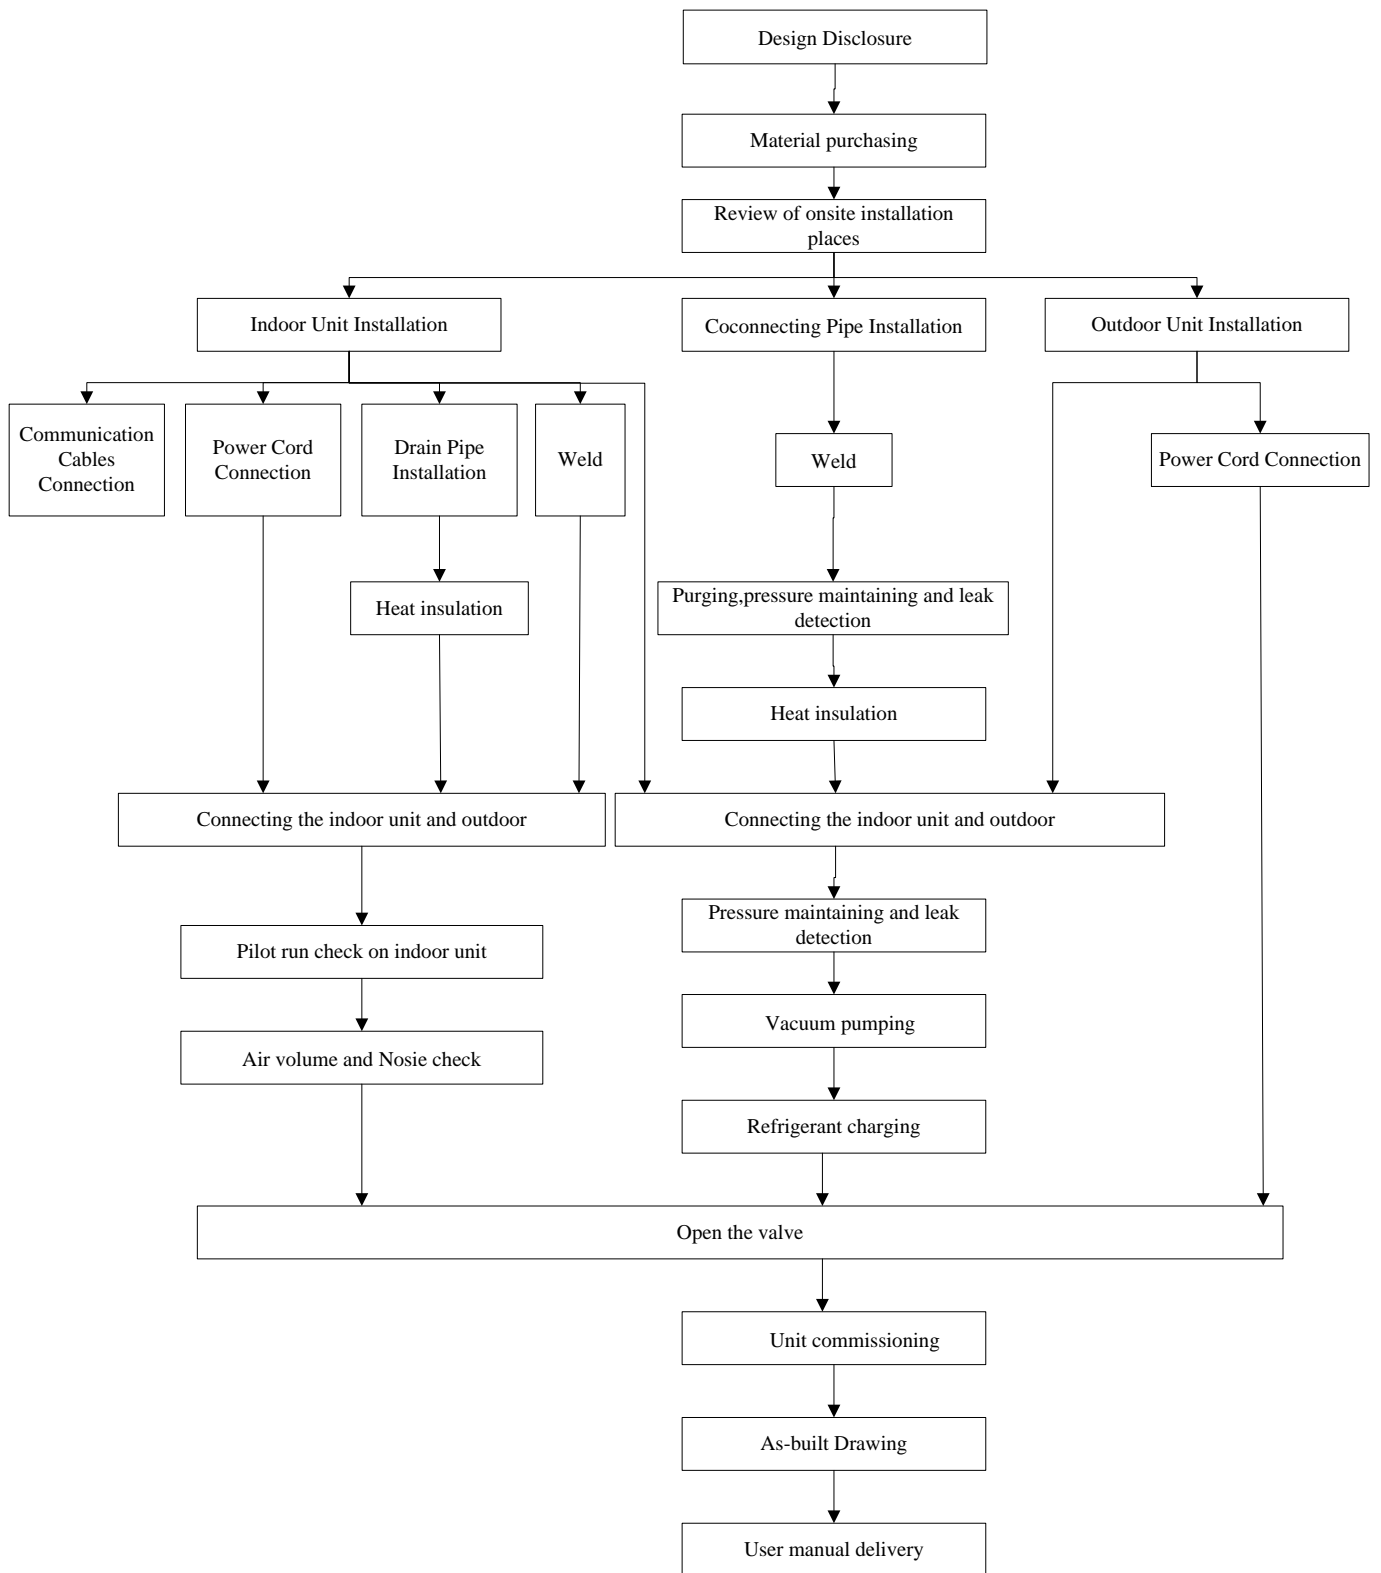 Design Disclosure
Material purchasing
Review of onsite installation
places
Indoor Unit Installation
Coconnecting Pipe Installation
Outdoor Unit Installation
Communication
Cables
Connection
Power Cord
Connection
Drain Pipe
Installation
Weld
Weld
Power Cord Connection
Heat insulation
Purging,pressure maintaining and leak
detection
Heat insulation
Connecting the indoor unit and outdoor
Connecting the indoor unit and outdoor
Pressure maintaining and leak
detection
Pilot run check on indoor unit
Vacuum pumping
Air volume and Nosie check
Refrigerant charging
Open the valve
Unit commissioning
As-built Drawing
User manual delivery